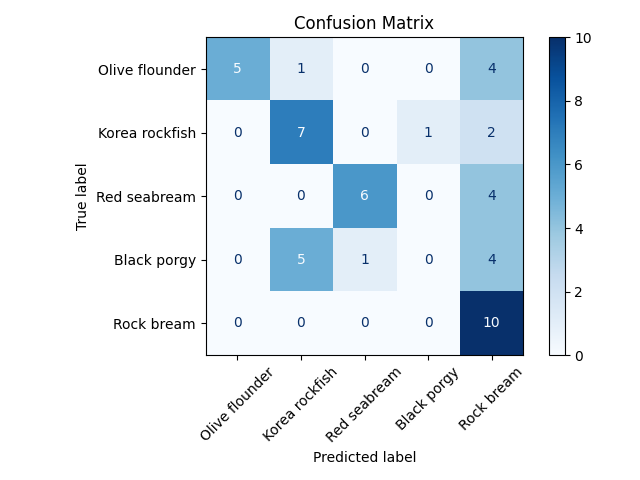 Confusion Matrix
True label
Olive flounder 5 1 0 0 4
Korea rockfish 0 7 0 1 2
Red seabream 0 0 6 0 4
Black porgy 0 5 1 0 4
Rock bream 0 0 0 0 10
Olive flounder Korea rockfish Red seabream Black porgy Rock bream
Predicted label
10
8
6
4
2
0